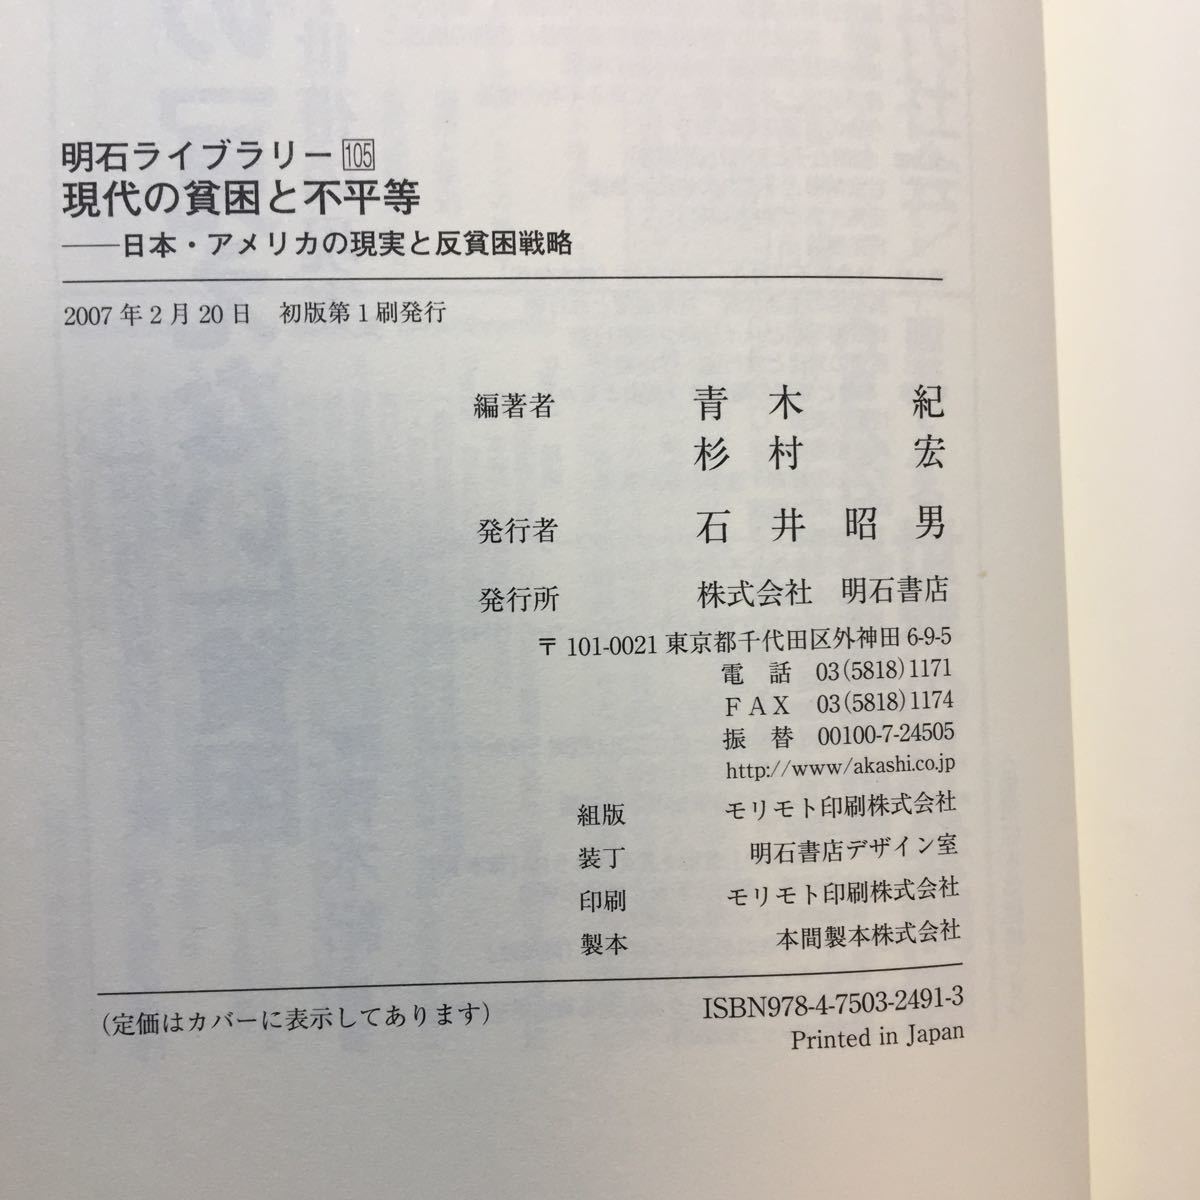 明石ライブラリー 105
現代の貧困と不平等
――日本・アメリカの現実と反貧困戦略
2007年2月20日　初版第1刷発行
編著者　青木　紀
杉村　宏
発行者　石井昭男
発行所　株式会社　明石書店
〒101-0021 東京都千代田区外神田 6-9-5
電　話　03(5818)1171
ＦＡＸ　03(5818)1174
振　替　00100-7-24505
http://www/akashi.co.jp
組版　モリモト印刷株式会社
装丁　明石書店デザイン室
印刷　モリモト印刷株式会社
製本　本間製本株式会社
（定価はカバーに表示してあります）
ISBN978-4-7503-2491-3
Printed in Japan